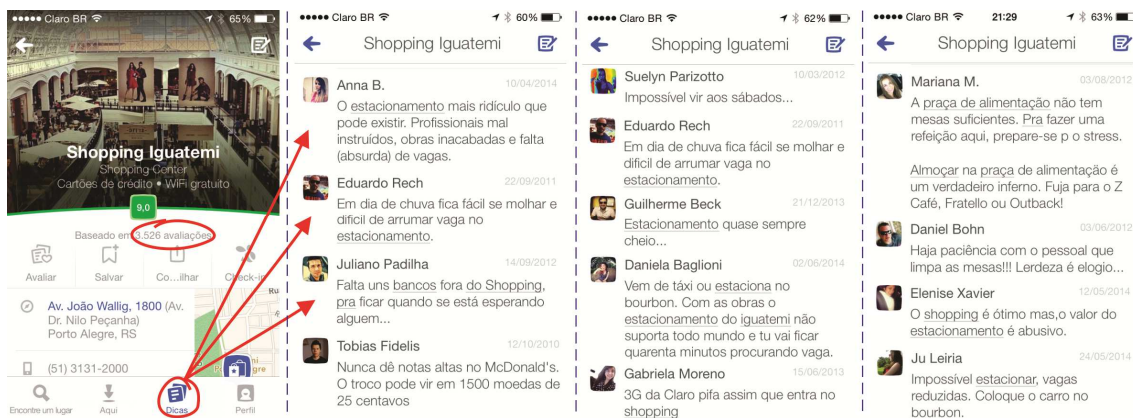 Claro BR 65%
Shopping Iguatemi
Shopping Center
Cartões de crédito • WiFi gratuito
9,0
Baseado em 3.526 avaliações
Avaliar Salvar Co...ilhar Check-in
Av. João Wallig, 1800 (Av.
Dr. Nilo Peçanha)
Porto Alegre, RS
(51) 3131-2000
Encontre um lugar Aqui Dicas Perfil
Claro BR 60%
Shopping Iguatemi
Anna B. 10/04/2014
O estacionamento mais ridículo que
pode existir. Profissionais mal
instruídos, obras inacabadas e falta
(absurda) de vagas.
Eduardo Rech 22/09/2011
Em dia de chuva fica fácil se molhar e
dificil de arrumar vaga no
estacionamento.
Juliano Padilha 14/09/2012
Falta uns bancos fora do Shopping,
pra ficar quando se está esperando
alguem...
Tobias Fidelis 12/10/2010
Nunca dê notas altas no McDonald's.
O troco pode vir em 1500 moedas de
25 centavos
Claro BR 62%
Shopping Iguatemi
Suelyn Parizotto 10/03/2012
Impossível vir aos sábados...
Eduardo Rech 22/09/2011
Em dia de chuva fica fácil se molhar e
dificil de arrumar vaga no
estacionamento.
Guilherme Beck 21/12/2013
Estacionamento quase sempre
cheio...
Daniela Baglioni 02/06/2014
Vem de táxi ou estaciona no
bourbon. Com as obras o
estacionamento do iguatemi não
suporta todo mundo e tu vai ficar
quarenta minutos procurando vaga.
Gabriela Moreno 15/06/2013
3G da Claro pifa assim que entra no
shopping
Claro BR 21:29 63%
Shopping Iguatemi
Mariana M. 03/08/2012
A praça de alimentação não tem
mesas suficientes. Pra fazer uma
refeição aqui, prepare-se p o stress.
Almoçar na praça de alimentação é
um verdadeiro inferno. Fuja para o Z
Café, Fratello ou Outback!
Daniel Bohn 03/06/2012
Haja paciência com o pessoal que
limpa as mesas!!! Lerdeza é elogio...
Elenise Xavier 12/05/2014
O shopping é ótimo mas,o valor do
estacionamento é abusivo.
Ju Leiria 24/05/2014
Impossível estacionar, vagas
reduzidas. Coloque o carro no
bourbon.